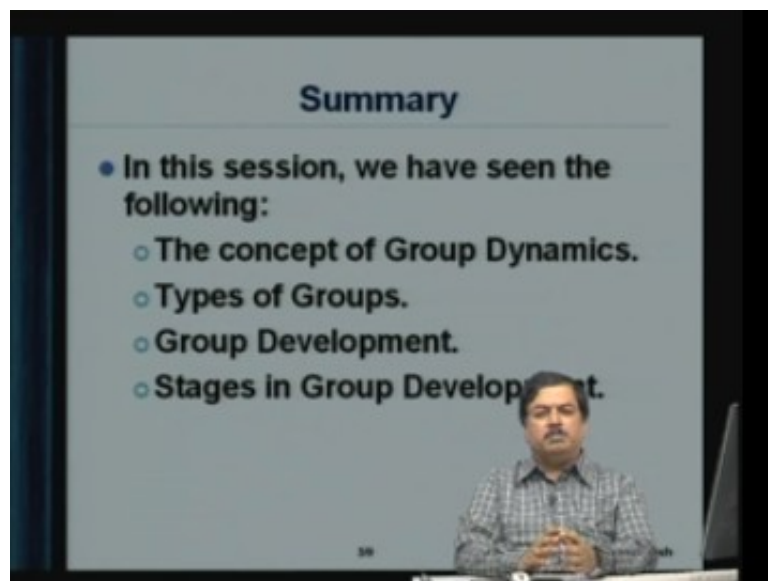 Summary
In this session, we have seen the
following:
The concept of Group Dynamics.
Types of Groups.
Group Development.
Stages in Group
39